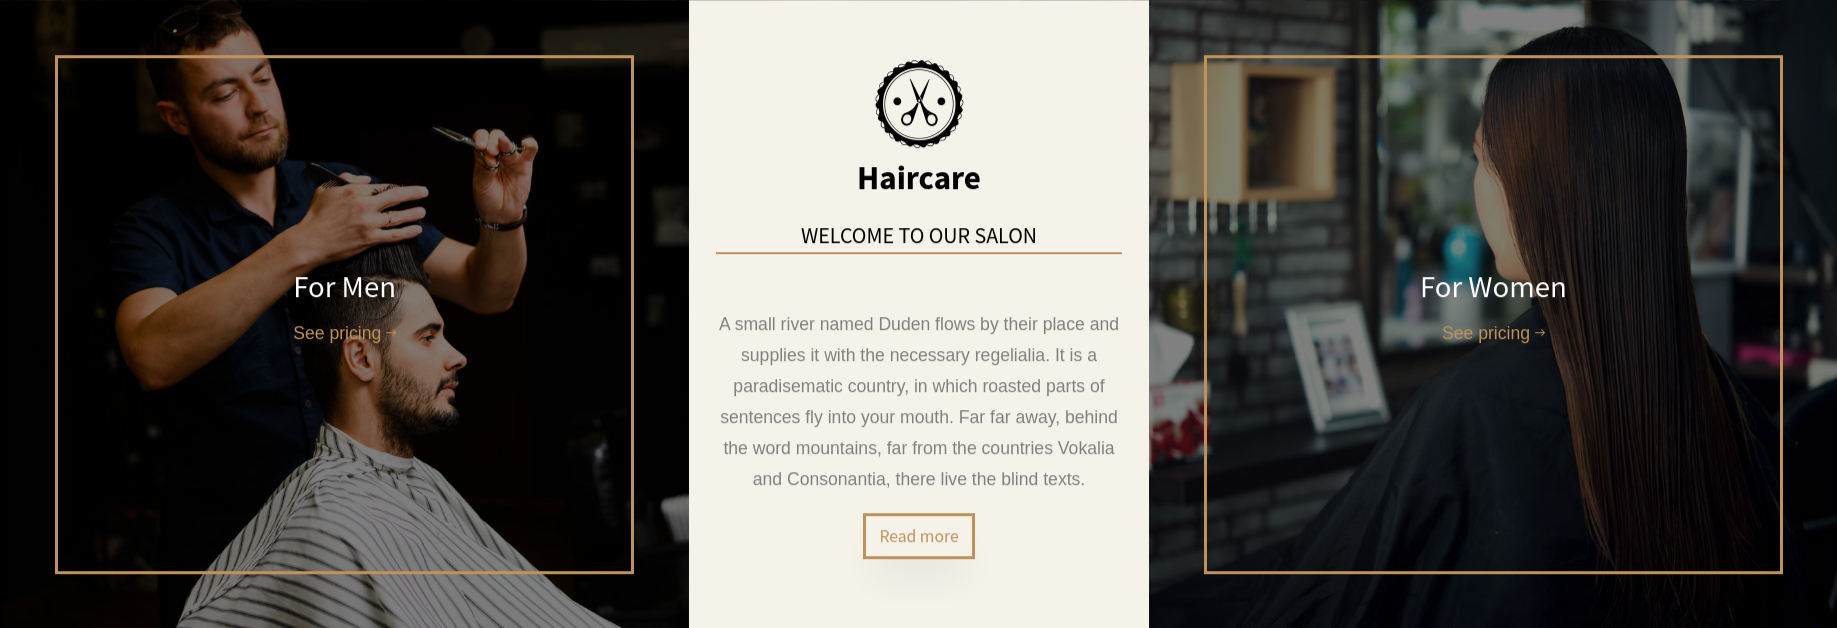 For Men
See pricing →
Haircare
WELCOME TO OUR SALON
A small river named Duden flows by their place and
supplies it with the necessary regelialia. It is a
paradisematic country, in which roasted parts of
sentences fly into your mouth. Far far away, behind
the word mountains, far from the countries Vokalia
and Consonantia, there live the blind texts.
Read more
For Women
See pricing →